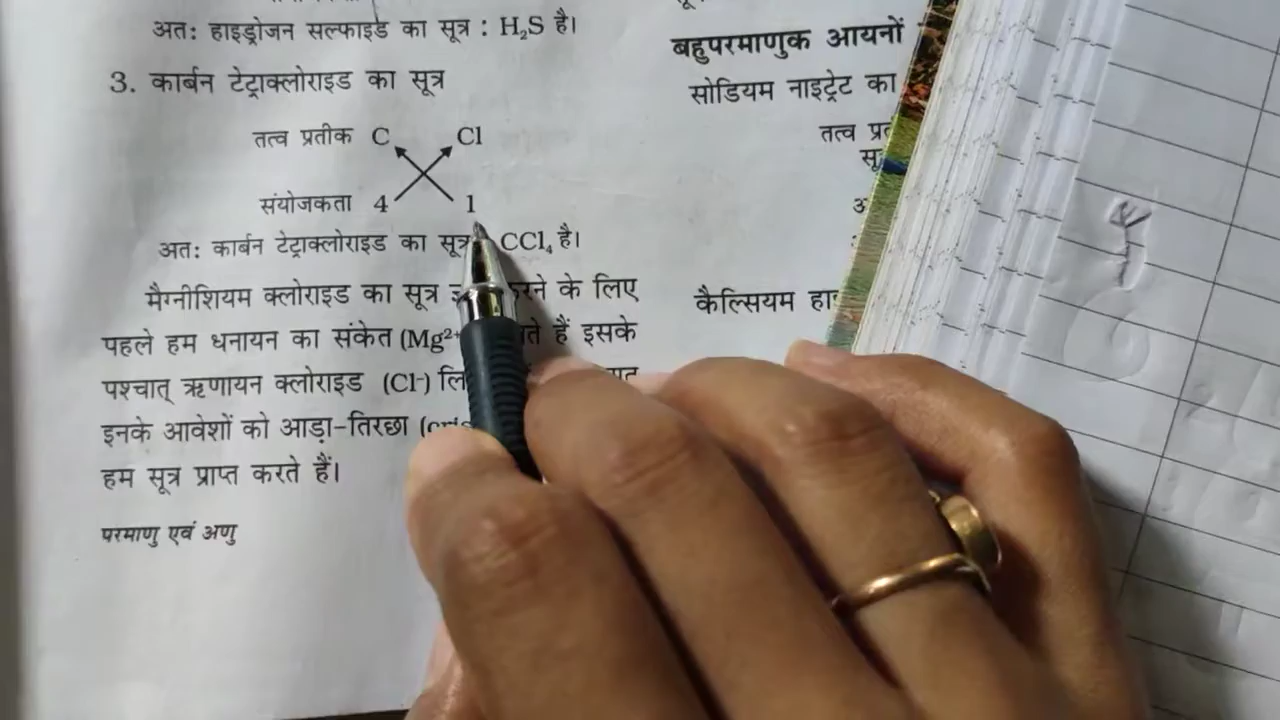 अतः हाइड्रोजन सल्फाइड का सूत्र : H₂S है।
3. कार्बन टेट्राक्लोराइड का सूत्र
तत्व प्रतीक C Cl
संयोजकता 4 1
अतः कार्बन टेट्राक्लोराइड का सूत्र CCl₄ है।
मैग्नीशियम क्लोराइड का सूत्र के लिए
पहले हम धनायन का संकेत (Mg²⁺ हैं इसके
पश्चात् ऋणायन क्लोराइड (Cl⁻)
इनके आवेशों को आड़ा-तिरछा
हम सूत्र प्राप्त करते हैं।
परमाणु एवं अणु
बहुपरमाणुक आयनों
सोडियम नाइट्रेट का
तत्व
कैल्सियम